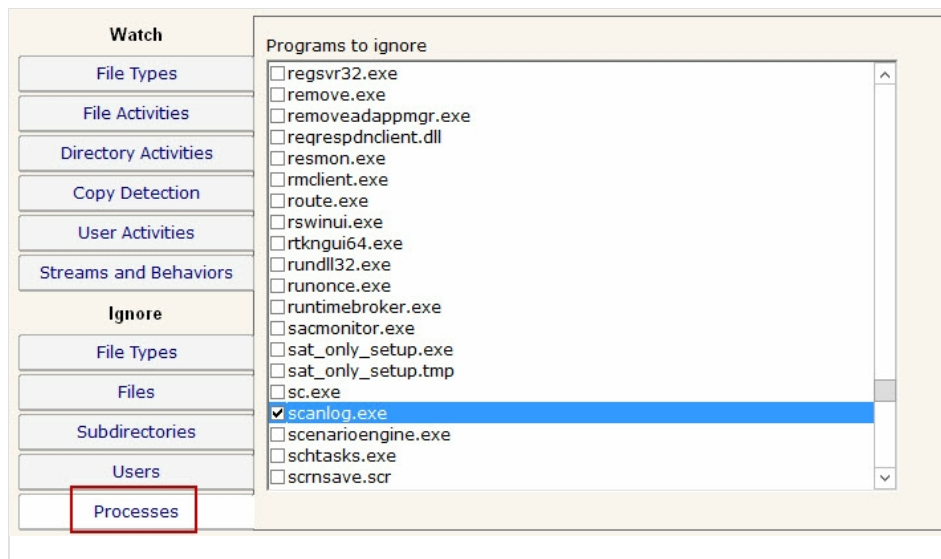 Watch
File Types
File Activities
Directory Activities
Copy Detection
User Activities
Streams and Behaviors
Ignore
File Types
Files
Subdirectories
Users
Processes
Programs to ignore
regsvr32.exe
remove.exe
removeadappmgr.exe
reqrespdnclient.dll
resmon.exe
rmclient.exe
route.exe
rswinui.exe
rtkngui64.exe
rundll32.exe
runonce.exe
runtimebroker.exe
sacmonitor.exe
sat_only_setup.exe
sat_only_setup.tmp
sc.exe
scanlog.exe
scenarioengine.exe
schtasks.exe
scrnsave.scr